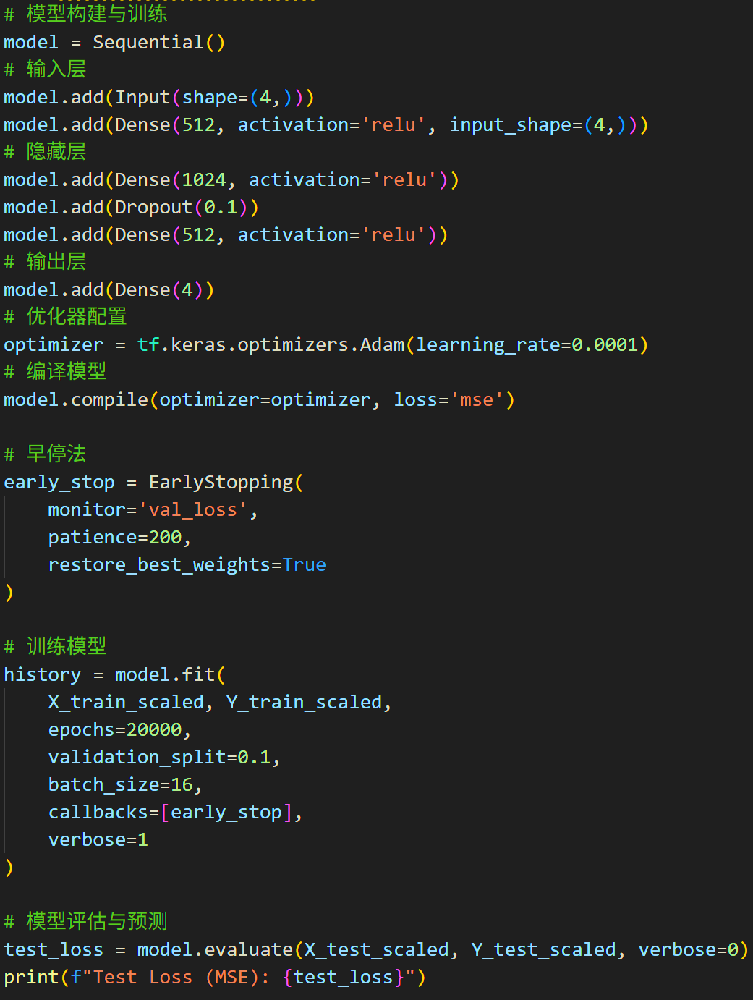 # 模型构建与训练
model = Sequential()
# 输入层
model.add(Input(shape=(4,)))
model.add(Dense(512, activation='relu', input_shape=(4,)))
# 隐藏层
model.add(Dense(1024, activation='relu'))
model.add(Dropout(0.1))
model.add(Dense(512, activation='relu'))
# 输出层
model.add(Dense(4))
# 优化器配置
optimizer = tf.keras.optimizers.Adam(learning_rate=0.0001)
# 编译模型
model.compile(optimizer=optimizer, loss='mse')

# 早停法
early_stop = EarlyStopping(
    monitor='val_loss',
    patience=200,
    restore_best_weights=True
)

# 训练模型
history = model.fit(
    X_train_scaled, Y_train_scaled,
    epochs=20000,
    validation_split=0.1,
    batch_size=16,
    callbacks=[early_stop],
    verbose=1
)

# 模型评估与预测
test_loss = model.evaluate(X_test_scaled, Y_test_scaled, verbose=0)
print(f"Test Loss (MSE): {test_loss}")